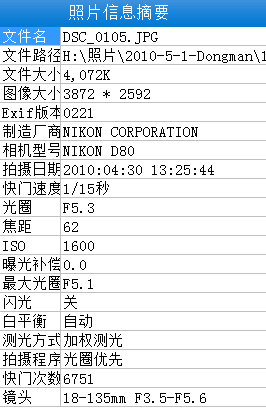 照片信息摘要
文件名 DSC_0105.JPG
文件路径 H:\照片\2010-5-1-Dongman\1
文件大小 4,072K
图像大小 3872 * 2592
Exif版本 0221
制造厂商 NIKON CORPORATION
相机型号 NIKON D80
拍摄日期 2010:04:30 13:25:44
快门速度 1/15秒
光圈 F5.3
焦距 62
ISO 1600
曝光补偿 0.0
最大光圈 F5.1
闪光 关
白平衡 自动
测光方式 加权测光
拍摄程序 光圈优先
快门次数 6751
镜头 18-135mm F3.5-F5.6